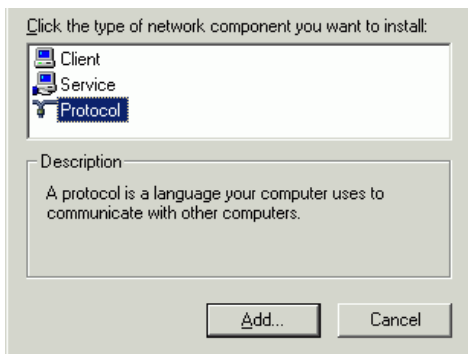 Click the type of network component you want to install:
Client
Service
Protocol
Description
A protocol is a language your computer uses to
communicate with other computers.
Add... Cancel